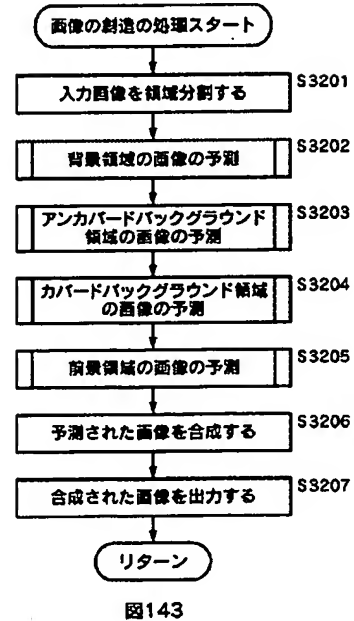 画像の創造の処理スタート
入力画像を領域分割する
S3201
背景領域の画像の予測
S3202
アンカバードバックグラウンド
領域の画像の予測
S3203
カバードバックグラウンド領域
の画像の予測
S3204
前景領域の画像の予測
S3205
予測された画像を合成する
S3206
合成された画像を出力する
S3207
リターン
図143